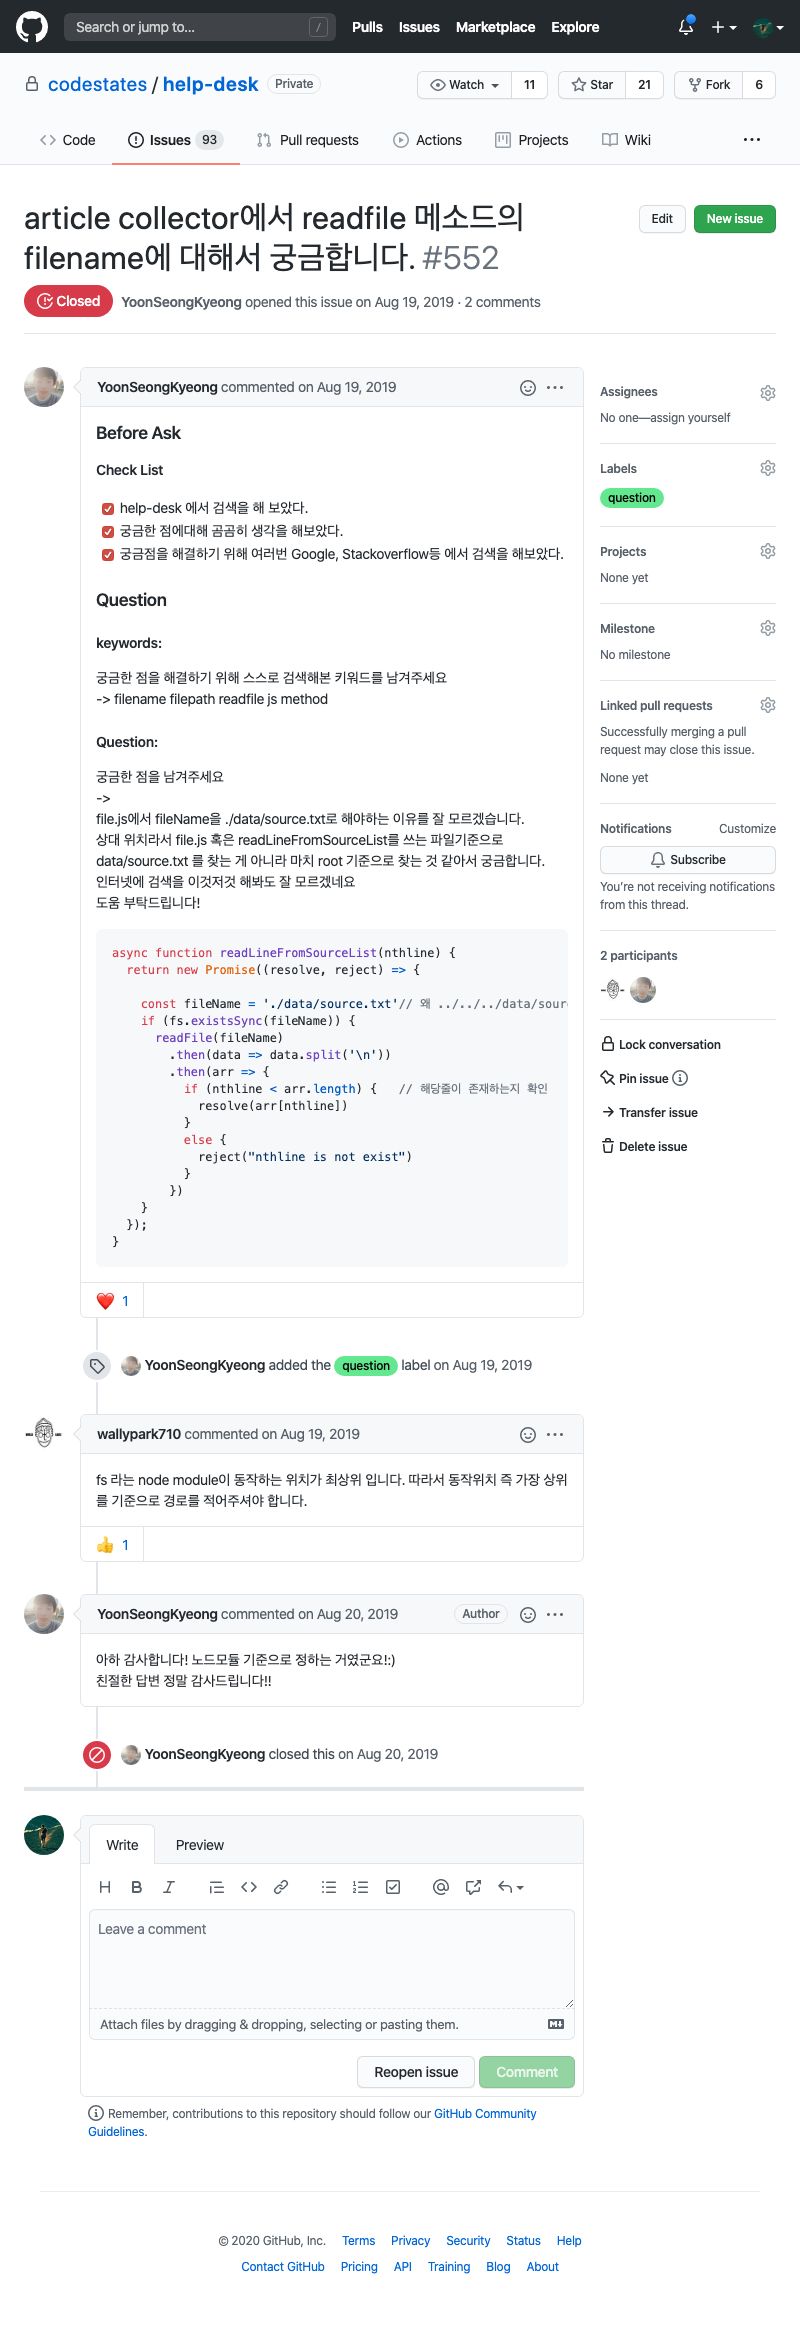 Search or jump to...
/
Pulls
Issues
Marketplace
Explore
codestates / help-desk
Private
Watch
11
Star
21
Fork
6
Code
Issues 93
Pull requests
Actions
Projects
Wiki
article collector에서 readfile 메소드의
filename에 대해서 궁금합니다. #552
Edit
New issue
Closed
YoonSeongKyeong opened this issue on Aug 19, 2019 · 2 comments
YoonSeongKyeong commented on Aug 19, 2019
Before Ask
Check List
help-desk 에서 검색을 해 보았다.
궁금한 점에대해 곰곰히 생각을 해보았다.
궁금점을 해결하기 위해 여러번 Google, Stackoverflow등 에서 검색을 해보았다.
Question
keywords:
궁금한 점을 해결하기 위해 스스로 검색해본 키워드를 남겨주세요
-> filename filepath readfile js method
Question:
궁금한 점을 남겨주세요
->
file.js에서 fileName을 ./data/source.txt로 해야하는 이유를 잘 모르겠습니다.
상대 위치라서 file.js 혹은 readLineFromSourceList를 쓰는 파일기준으로
data/source.txt 를 찾는 게 아니라 마치 root 기준으로 찾는 것 같아서 궁금합니다.
인터넷에 검색을 이것저것 해봐도 잘 모르겠네요
도움 부탁드립니다!
async function readLineFromSourceList(nthline) {
  return new Promise((resolve, reject) => {
    const fileName = './data/source.txt'// 왜 ../../../data/sour
    if (fs.existsSync(fileName)) {
      readFile(fileName)
        .then(data => data.split('\n'))
        .then(arr => {
          if (nthline < arr.length) {   // 해당줄이 존재하는지 확인
            resolve(arr[nthline])
          }
          else {
            reject("nthline is not exist")
          }
        })
    }
  });
}
❤️ 1
YoonSeongKyeong added the question label on Aug 19, 2019
wallypark710 commented on Aug 19, 2019
fs 라는 node module이 동작하는 위치가 최상위 입니다. 따라서 동작위치 즉 가장 상위
를 기준으로 경로를 적어주셔야 합니다.
👍 1
YoonSeongKyeong commented on Aug 20, 2019
Author
아하 감사합니다! 노드모듈 기준으로 정하는 거였군요!:)
친절한 답변 정말 감사드립니다!!
YoonSeongKyeong closed this on Aug 20, 2019
Write
Preview
Leave a comment
Attach files by dragging & dropping, selecting or pasting them.
Reopen issue
Comment
Remember, contributions to this repository should follow our GitHub Community
Guidelines.
Assignees
No one—assign yourself
Labels
question
Projects
None yet
Milestone
No milestone
Linked pull requests
Successfully merging a pull
request may close this issue.
None yet
Notifications
Customize
Subscribe
You're not receiving notifications
from this thread.
2 participants
Lock conversation
Pin issue
Transfer issue
Delete issue
© 2020 GitHub, Inc.
Terms
Privacy
Security
Status
Help
Contact GitHub
Pricing
API
Training
Blog
About